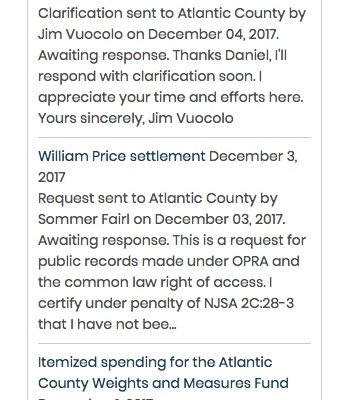 Clarification sent to Atlantic County by
Jim Vuocolo on December 04, 2017.
Awaiting response. Thanks Daniel, I'll
respond with clarification soon. I
appreciate your time and efforts here.
Yours sincerely, Jim Vuocolo
William Price settlement December 3,
2017
Request sent to Atlantic County by
Sommer Fairl on December 03, 2017.
Awaiting response. This is a request for
public records made under OPRA and
the common law right of access. I
certify under penalty of NJSA 2C:28-3
that I have not bee...
Itemized spending for the Atlantic
County Weights and Measures Fund